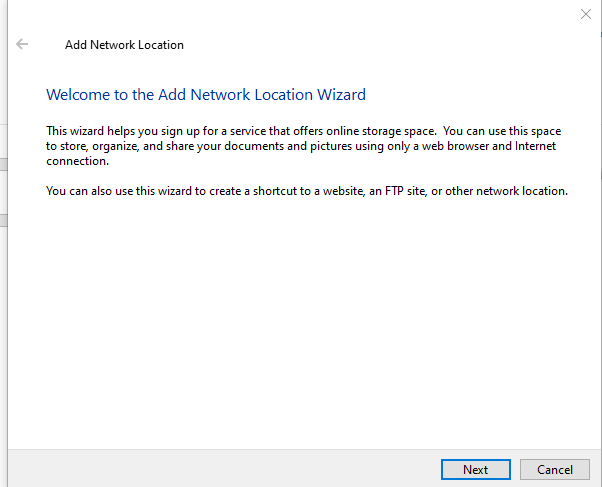 Add Network Location
Welcome to the Add Network Location Wizard
This wizard helps you sign up for a service that offers online storage space.  You can use this space
to store, organize, and share your documents and pictures using only a web browser and Internet
connection.
You can also use this wizard to create a shortcut to a website, an FTP site, or other network location.
Next
Cancel